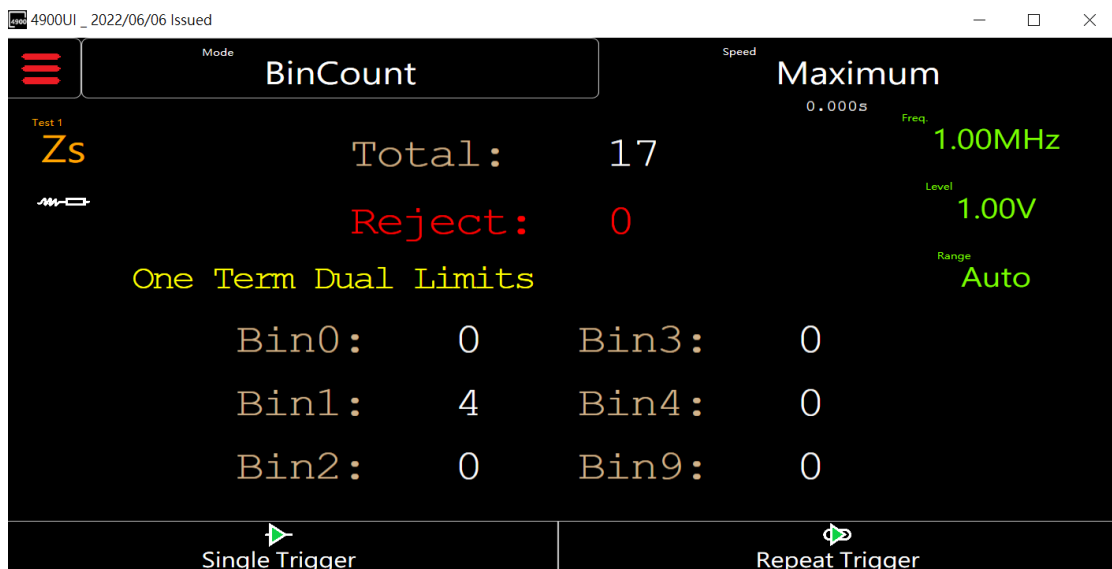 4900 4900UI _ 2022/06/06 Issued
Mode
BinCount
Speed
Maximum
0.000s
Test 1
Zs
Freq.
1.00MHz
Total: 17
Level
1.00V
Reject: 0
Range
Auto
One Term Dual Limits
Bin0: 0 Bin3: 0
Bin1: 4 Bin4: 0
Bin2: 0 Bin9: 0
Single Trigger
Repeat Trigger